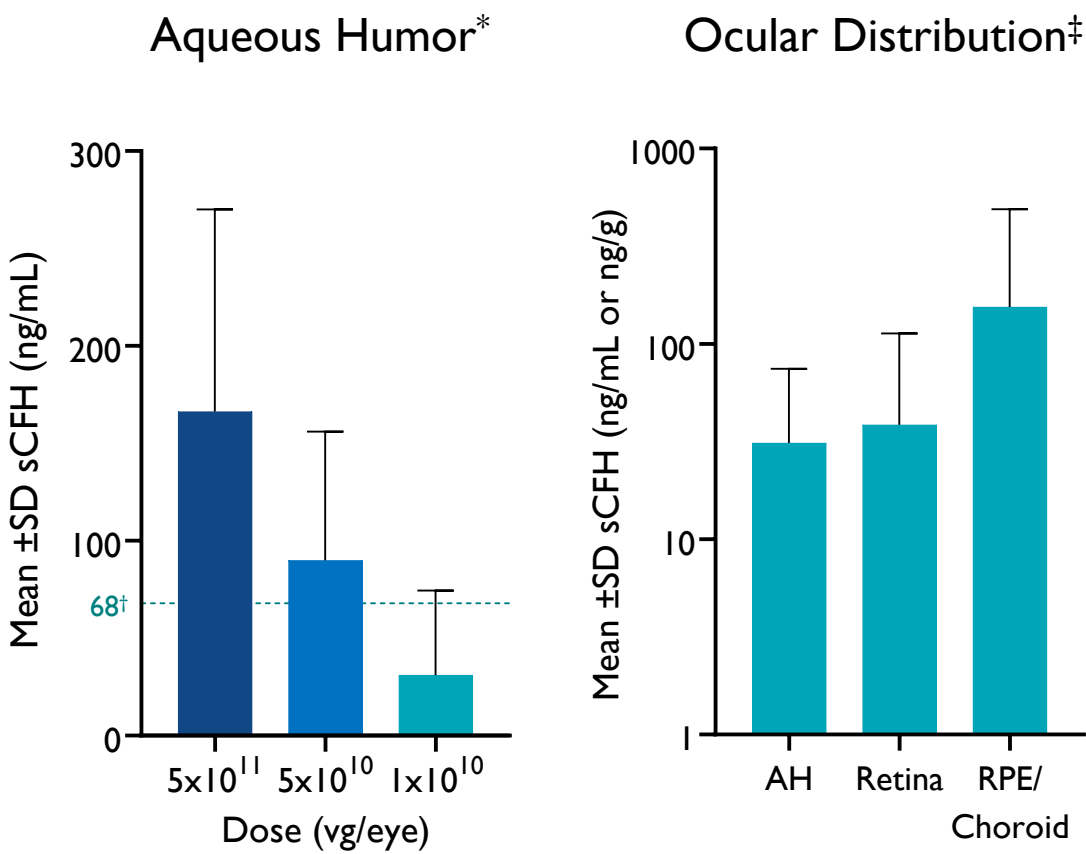 Aqueous Humor*
Mean ±SD sCFH (ng/mL)
300
200
100
68†
0
5x10¹¹ 5x10¹⁰ 1x10¹⁰
Dose (vg/eye)
Ocular Distribution‡
Mean ±SD sCFH (ng/mL or ng/g)
1000
100
10
1
AH Retina RPE/
Choroid